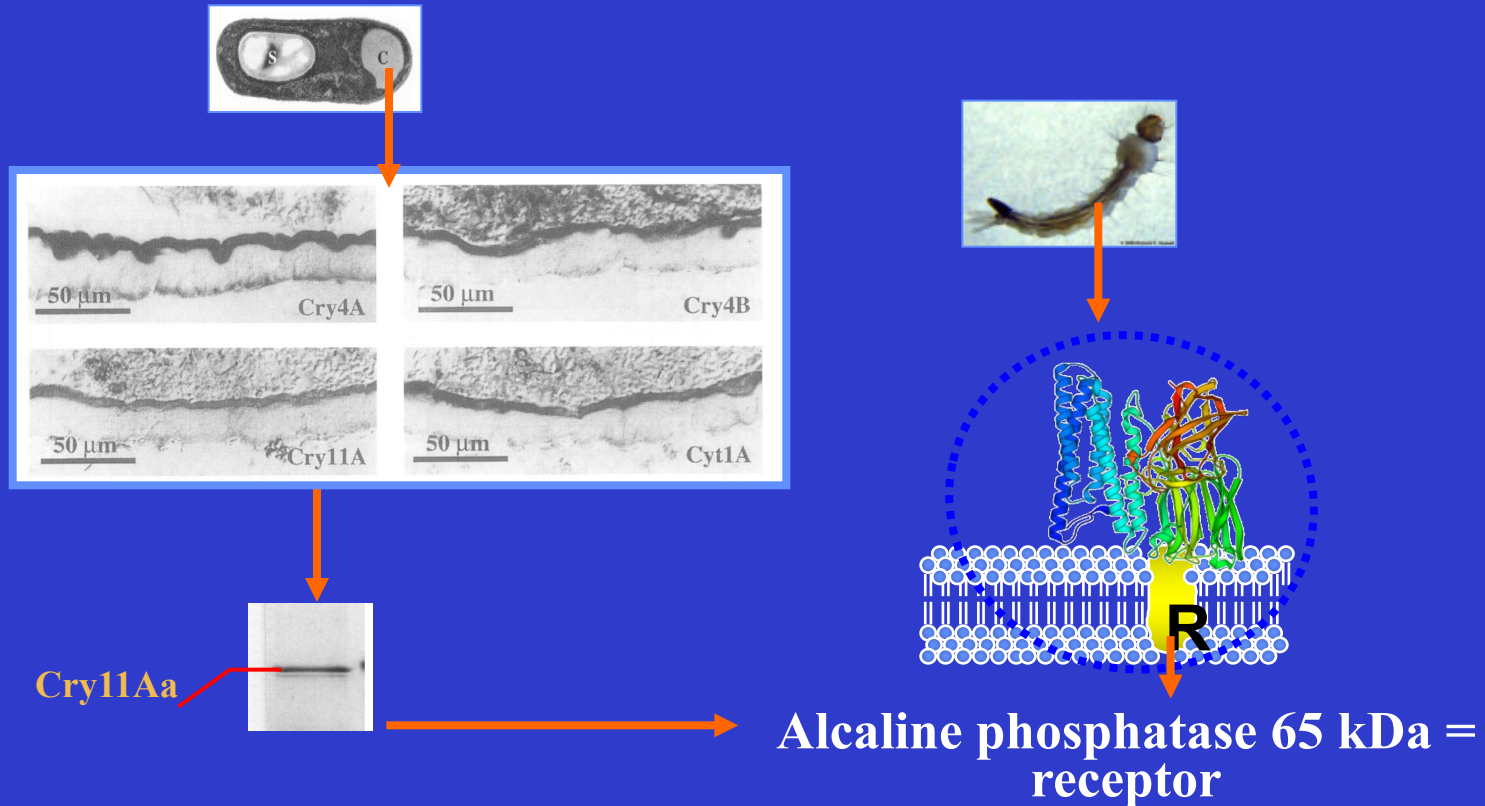 S
C
50 μm
Cry4A
50 μm
Cry4B
50 μm
Cry11A
50 μm
Cyt1A
Cry11Aa
R
Alcaline phosphatase 65 kDa =
receptor